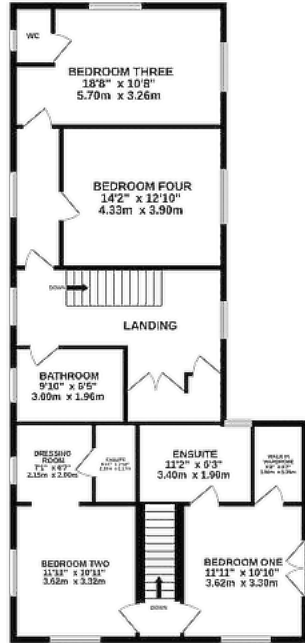 WC
BEDROOM THREE
18'8" x 10'8"
5.70m x 3.26m
BEDROOM FOUR
14'2" x 12'10"
4.33m x 3.90m
DOWN
LANDING
BATHROOM
9'10" x 6'5"
3.00m x 1.96m
DRESSING
ROOM
7'1" x 6'7"
2.15m x 2.00m
ENSUITE
ENSUITE
11'2" x 6'3"
3.40m x 1.90m
WALK IN
WARDROBE
BEDROOM TWO
11'11" x 10'11"
3.62m x 3.32m
DOWN
BEDROOM ONE
11'11" x 10'10"
3.62m x 3.30m